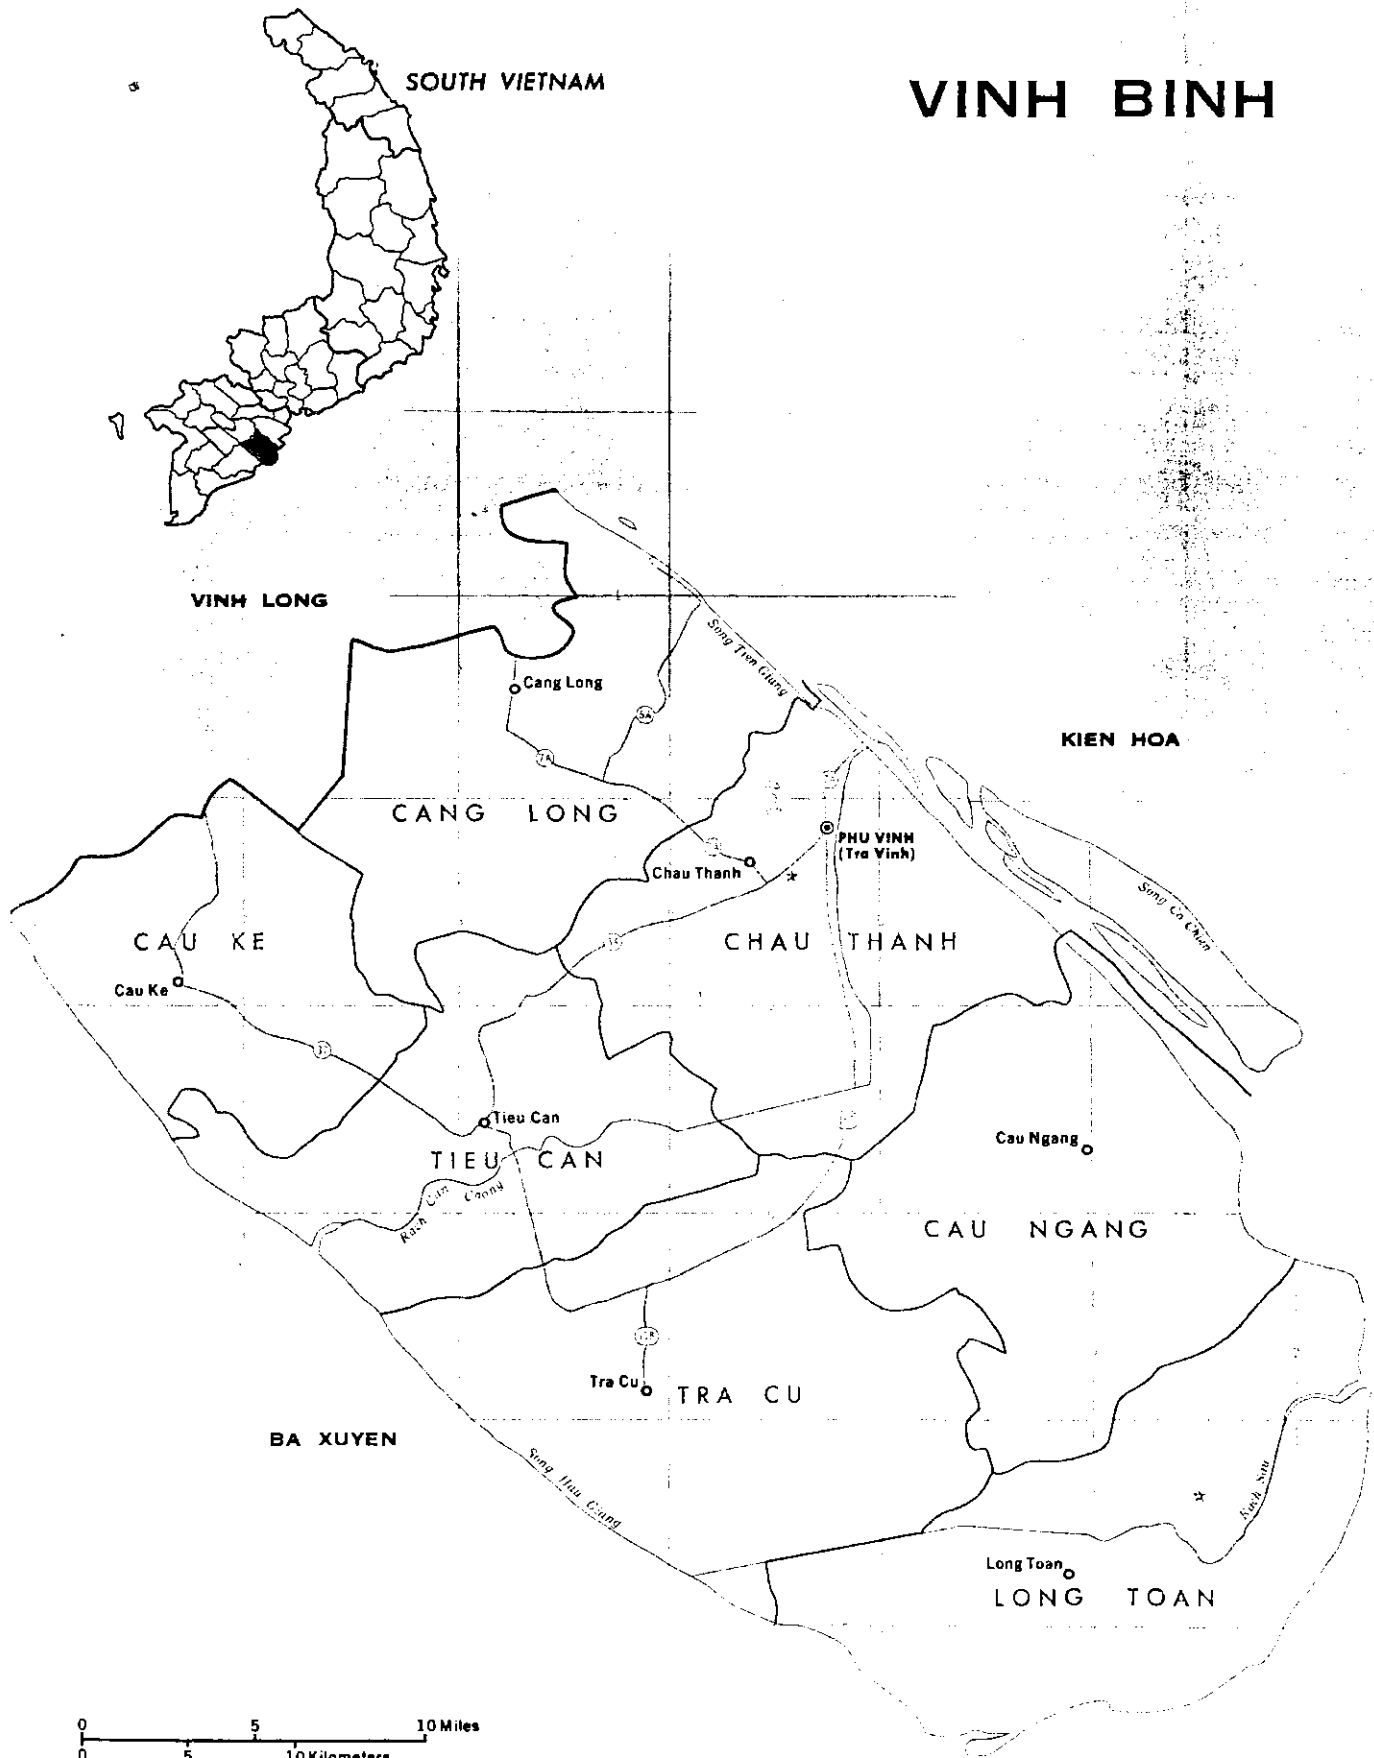 SOUTH VIETNAM
VINH BINH
VINH LONG
Song Tien Giang
Cang Long
5A
7A
KIEN HOA
CANG LONG
PHU VINH
(Tra Vinh)
Chau Thanh
Song Co Chien
CAU KE
CHAU THANH
Cau Ke
Tieu Can
TIEU CAN
Cau Ngang
Rach Can Chong
CAU NGANG
Tra Cu
TRA CU
BA XUYEN
Song Hau Giang
Long Toan
LONG TOAN
0 5 10 Miles
0 5 10 Kilometers